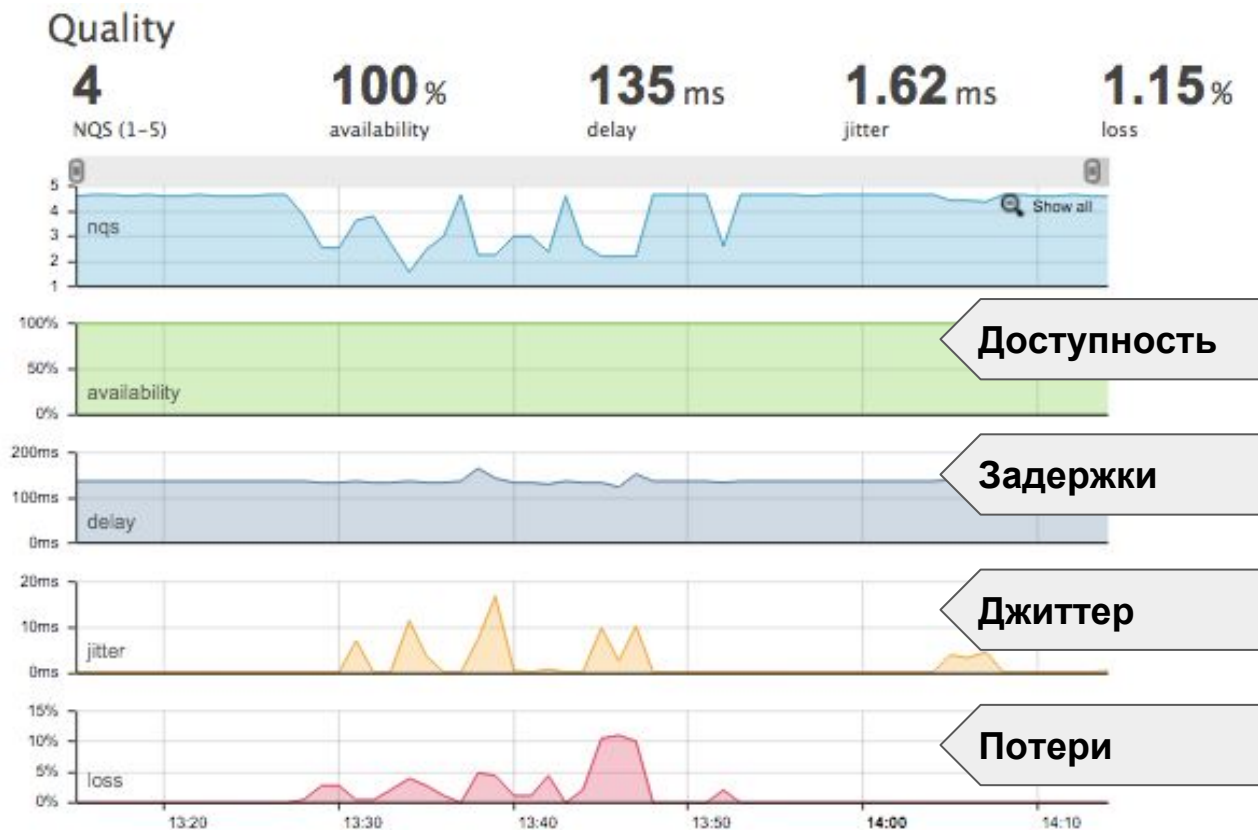 Quality
4 100 % 135 ms 1.62 ms 1.15 %
NQS (1-5) availability delay jitter loss
5
4
nqs
Show all
3
2
1
100%
Доступность
50%
availability
0%
200ms
Задержки
100ms
delay
0ms
20ms
Джиттер
10ms
jitter
0ms
15%
10%
Потери
5%
loss
0%
13:20 13:30 13:40 13:50 14:00 14:10